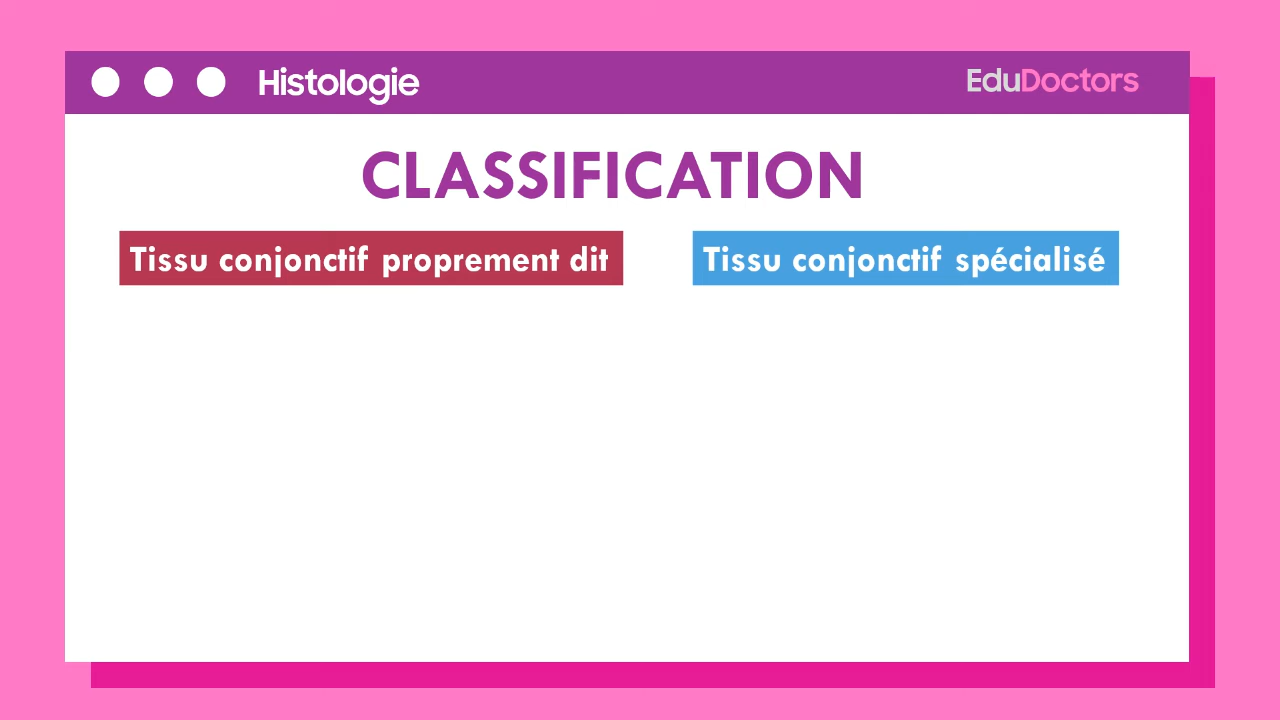 Histologie
EduDoctors
CLASSIFICATION
Tissu conjonctif proprement dit
Tissu conjonctif spécialisé